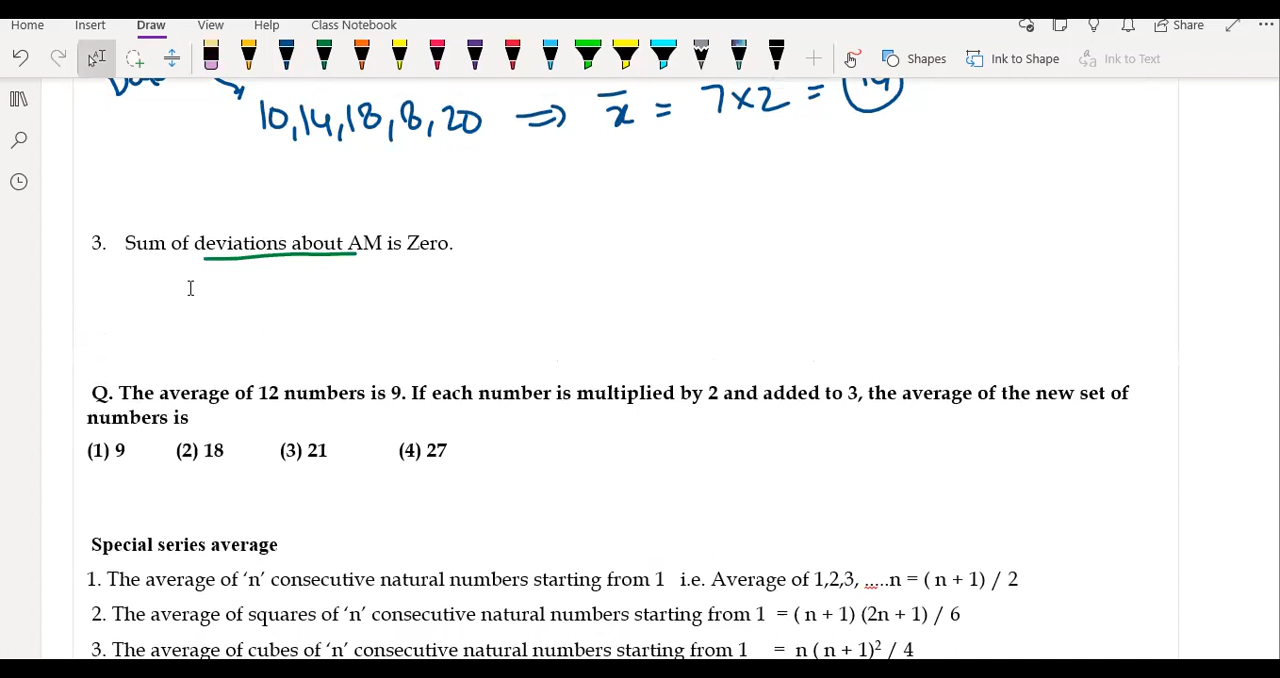 Home Insert Draw View Help Class Notebook Share
Ink to Shape Shapes Ink to Text
10, 14, 18, 8, 20 ⟹ x̄ = 7×2 = 14
3. Sum of deviations about AM is Zero.
Q. The average of 12 numbers is 9. If each number is multiplied by 2 and added to 3, the average of the new set of
numbers is
(1) 9 (2) 18 (3) 21 (4) 27
Special series average
1. The average of ‘n’ consecutive natural numbers starting from 1 i.e. Average of 1,2,3, .....n = ( n + 1) / 2
2. The average of squares of ‘n’ consecutive natural numbers starting from 1 = ( n + 1) (2n + 1) / 6
3. The average of cubes of ‘n’ consecutive natural numbers starting from 1 = n ( n + 1)² / 4